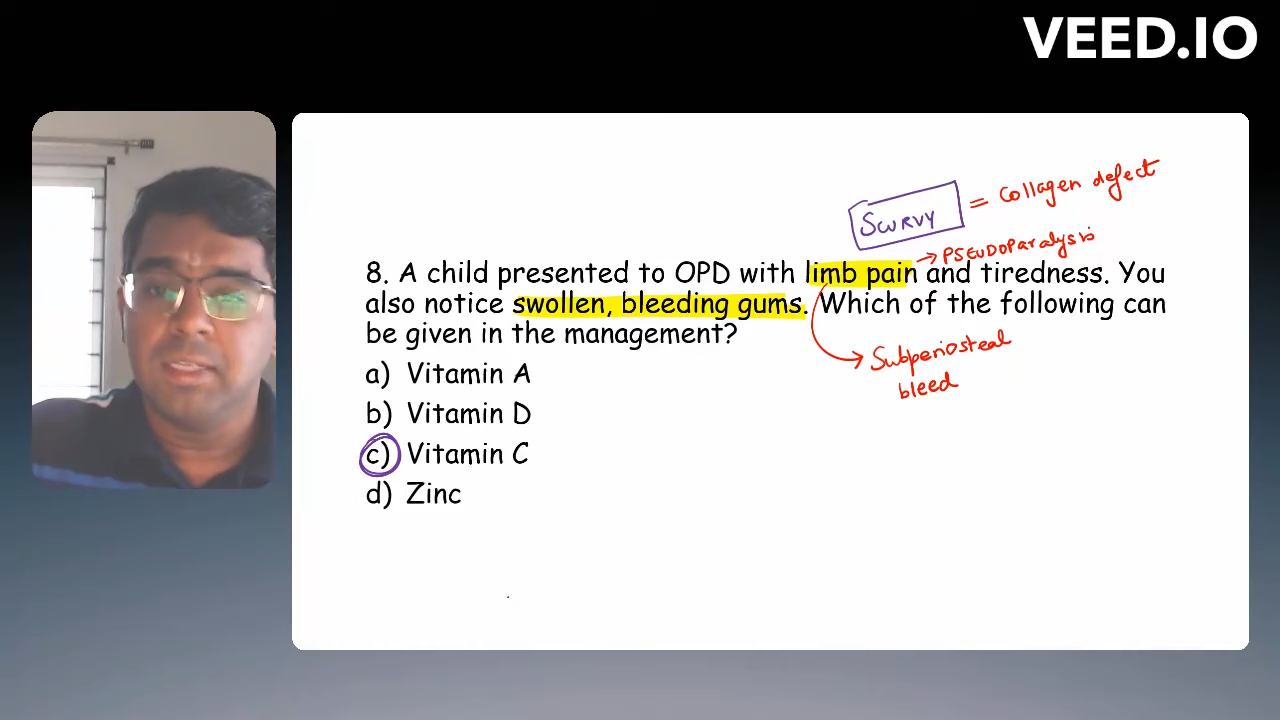 VEED.IO
SCURVY = Collagen defect
→ PSEUDOParalysis
8. A child presented to OPD with limb pain and tiredness. You
also notice swollen, bleeding gums. Which of the following can
be given in the management?
Subperiosteal
bleed
a) Vitamin A
b) Vitamin D
c) Vitamin C
d) Zinc